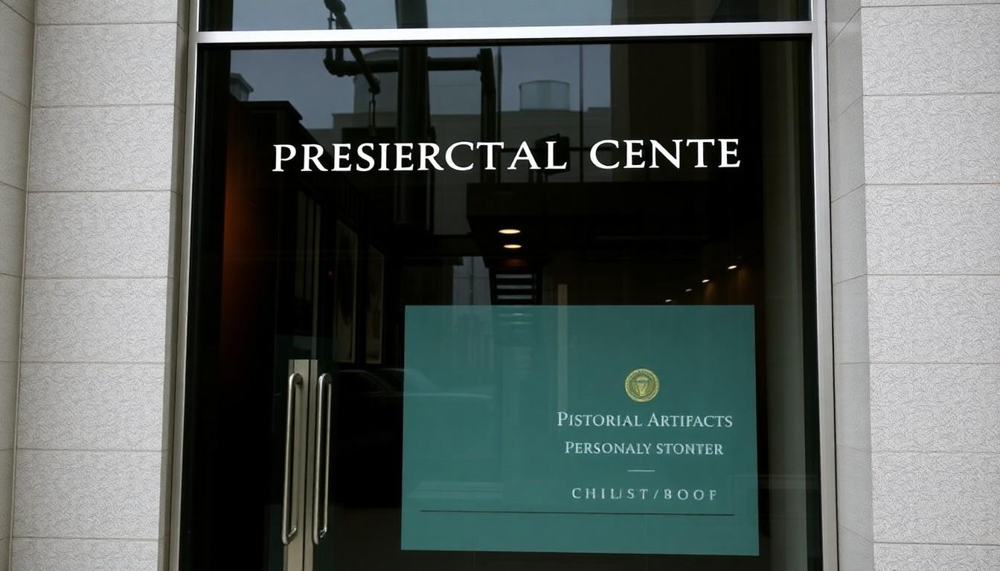 PRESIERCTAL CENTE
PISTORIAL ARTIFACTS
PERSONALY STONTER
CHILIST/BOOF